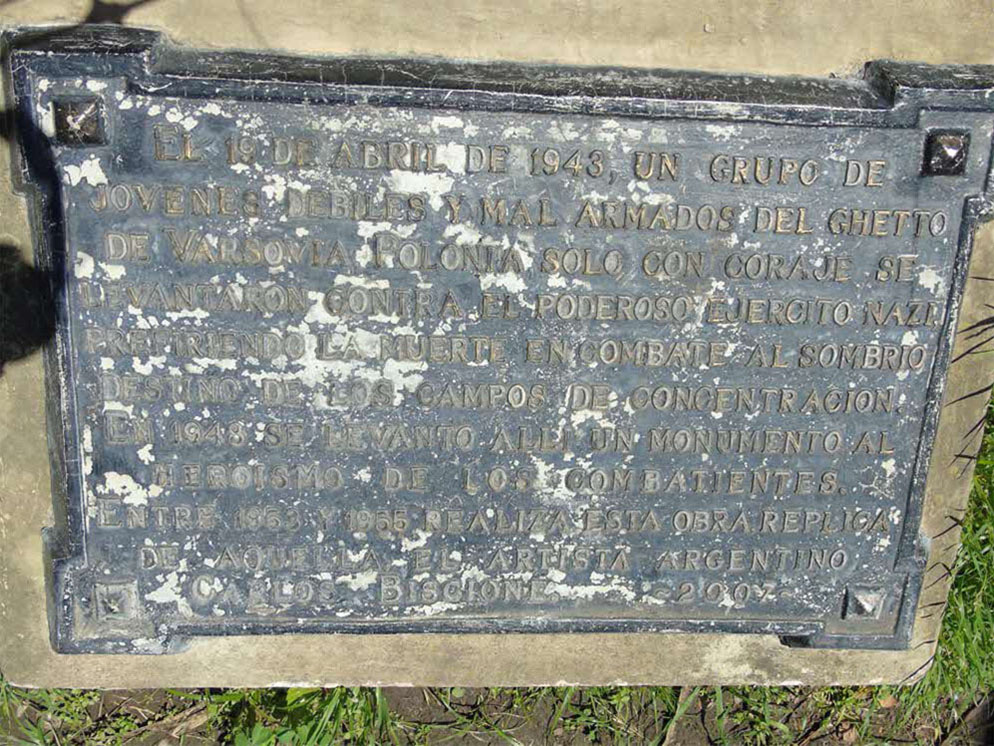 EL 19 DE ABRIL DE 1943, UN GRUPO DE
JOVENES DEBILES Y MAL ARMADOS DEL GHETTO
DE VARSOVIA POLONIA SOLO CON CORAJE SE
LEVANTARON CONTRA EL PODEROSO EJERCITO NAZI,
PREFIRIENDO LA MUERTE EN COMBATE AL SOMBRIO
DESTINO DE LOS CAMPOS DE CONCENTRACION.
EN 1948 SE LEVANTO ALLI UN MONUMENTO AL
HEROISMO DE LOS COMBATIENTES.
ENTRE 1963 Y 1965 REALIZA ESTA OBRA REPLICA
DE AQUELLA EL ARTISTA ARGENTINO
CARLOS BISCIONE ~2007~